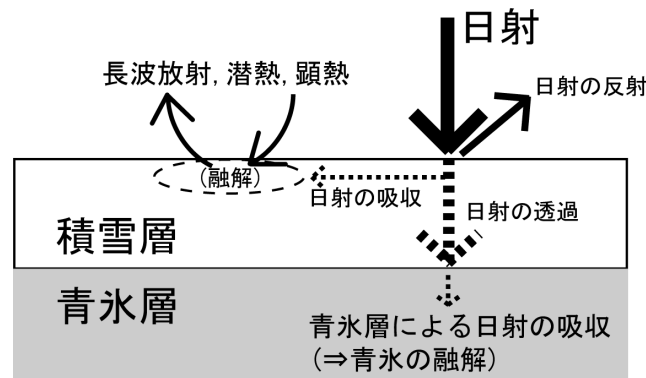 日射
長波放射, 潜熱, 顕熱
日射の反射
(融解)
日射の吸収
日射の透過
積雪層
青氷層
青氷層による日射の吸収
(⇒青氷の融解)